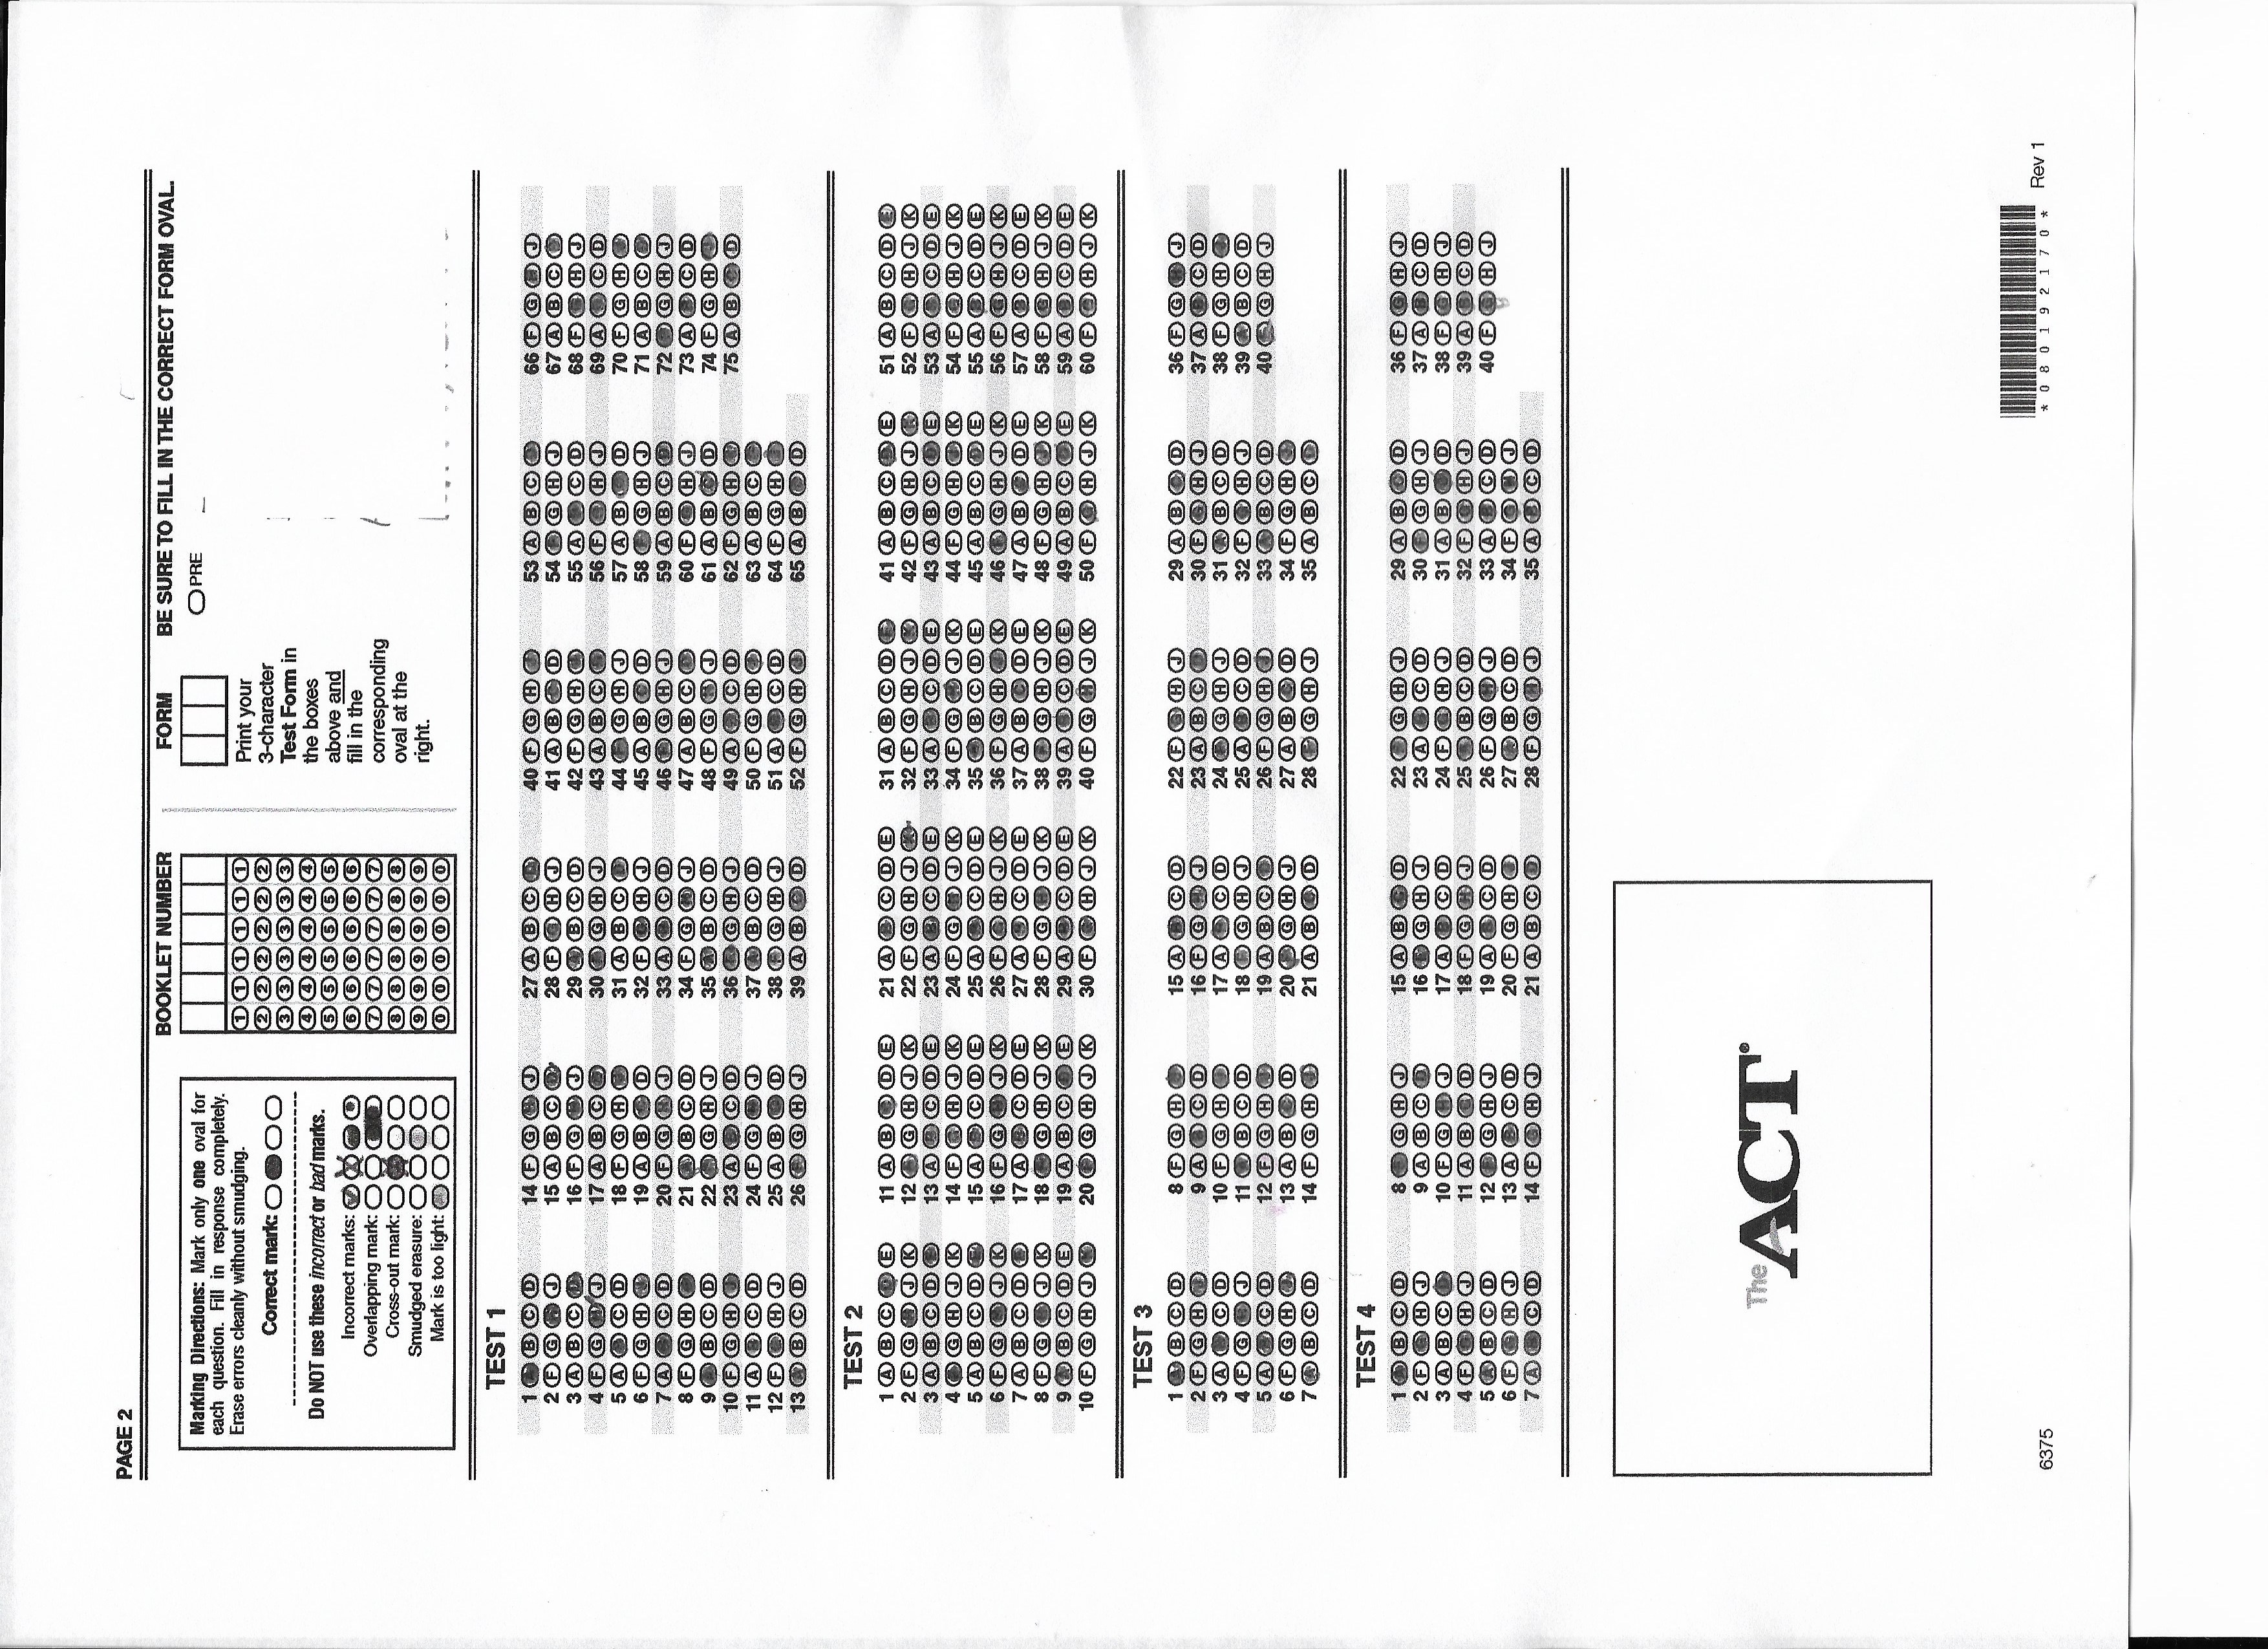 PAGE 2
Marking Directions: Mark only one oval for
each question. Fill in response completely.
Erase errors cleanly without smudging.
Correct mark:
Do NOT use these incorrect or bad marks.
Incorrect marks:
Overlapping mark:
Cross-out mark:
Smudged erasure:
Mark is too light:
BOOKLET NUMBER
1 1 1 1 1 1
2 2 2 2 2 2
3 3 3 3 3 3
4 4 4 4 4 4
5 5 5 5 5 5
6 6 6 6 6 6
7 7 7 7 7 7
8 8 8 8 8 8
9 9 9 9 9 9
0 0 0 0 0 0
FORM
Print your
3-character
Test Form in
the boxes
above and
fill in the
corresponding
oval at the
right.
BE SURE TO FILL IN THE CORRECT FORM OVAL.
PRE
TEST 1
1 B C D 14 F G J 27 A B C 40 F G H 53 A B C 66 F G J
2 F G J 15 A B C 28 F H J 41 A B D 54 G H J 67 A B C
3 A B C 16 F G J 29 B C D 42 F G H 55 A C D 68 F H J
4 F G J 17 A B C 30 G H J 43 A B C 56 F H J 69 A C D
5 A C D 18 F G H 31 A B C 44 G H J 57 A B D 70 F G H
6 F G H 19 A B D 32 F H J 45 A B D 58 G H J 71 A B C
7 A C D 20 F G J 33 A C D 46 G H J 59 A B C 72 G H J
8 F G H 21 B C D 34 F G J 47 A B C 60 F H J 73 A C D
9 B C D 22 G H J 35 B C D 48 F G J 61 A B D 74 F G H
10 F G H 23 A C D 36 G H J 49 A C D 62 F G H 75 A B D
11 A B D 24 F G J 37 B C D 50 F G H 63 A B C
12 F H J 25 A B D 38 G H J 51 A C D 64 F G H
13 B C D 26 G H J 39 A B D 52 F G H 65 A B D
TEST 2
1 A B C E 11 A B D E 21 A C D E 31 A B C D 41 A B C E 51 A B C D
2 F G J K 12 G H J K 22 F G H J 32 F G H J 42 F G H J 52 F H J K
3 A B C D 13 A C D E 23 A C D E 33 A C D E 43 A B C E 53 A C D E
4 G H J K 14 F H J K 24 F G J K 34 F G J K 44 F G H K 54 F H J K
5 A B C D 15 A C D E 25 A C D E 35 B C D E 45 A B C E 55 A C D E
6 F G J K 16 F G J K 26 F H J K 36 F G H K 46 G H J K 56 F H J K
7 A B C D 17 A C D E 27 A C D E 37 A B D E 47 A B D E 57 A C D E
8 F G J K 18 G H J K 28 F G J K 38 G H J K 48 F G H K 58 F H J K
9 B C D E 19 A B C E 29 A C D E 39 A C D E 49 A B C E 59 A C D E
10 F G H J 20 G H J K 30 F H J K 40 F G J K 50 F H J K 60 F H J K
TEST 3
1 B C D 8 F G H 15 A C D 22 F H J 29 A B D 36 F G J
2 F G H 9 A C D 16 F G J 23 A B C 30 F H J 37 A C D
3 A C D 10 F G H 17 A C D 24 G H J 31 B C D 38 F G H
4 F G J 11 B C D 18 G H J 25 A C D 32 F H J 39 B C D
5 A C D 12 F G H 19 A B C 26 F G H 33 B C D 40 G H J
6 F G H 13 A B D 20 G H J 27 A B D 34 F G H
7 B C D 14 F G H 21 A B D 28 G H J 35 A B C
TEST 4
1 B C D 8 G H J 15 A B D 22 G H J 29 A B D 36 F H J
2 F H J 9 A B C 16 G H J 23 A C D 30 G H J 37 A C D
3 A B C 10 F G J 17 A C D 24 F H J 31 A B D 38 F H J
4 F H J 11 A B D 18 F G J 25 B C D 32 F H J 39 A C D
5 B C D 12 G H J 19 A C D 26 F G J 33 A C D 40 F H J
6 F H J 13 A C D 20 F G H 27 B C D 34 F G J
7 A C D 14 F H J 21 A B C 28 F G J 35 A C D
The ACT®
6375
*080192170*
Rev 1